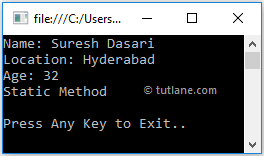 file:///C:/Users...
Name: Suresh Dasari
Location: Hyderabad
Age: 32
Static Method
© tutlane.com
Press Any Key to Exit..